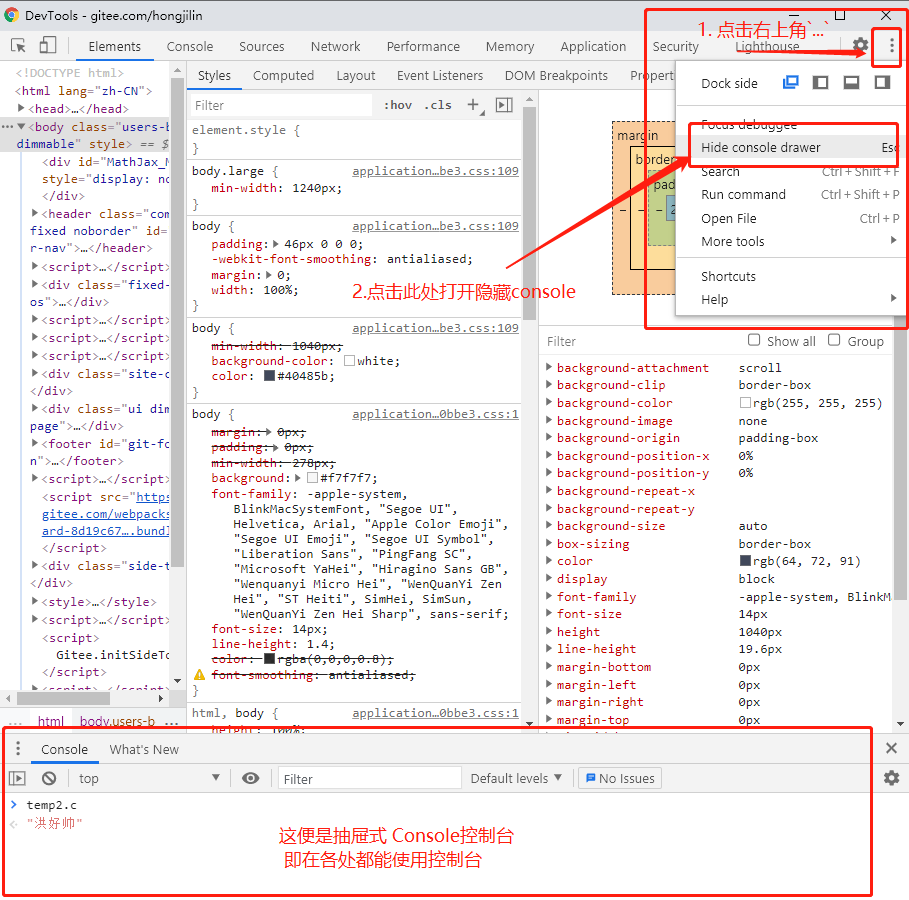 DevTools - gitee.com/hongjilin
1. 点击右上角`...`
Elements Console Sources Network Performance Memory Application Security Lighthouse
<!DOCTYPE html>
<html lang="zh-CN">
<head>…</head>
<body class="users-b
dimmable" style> == $
<div id="MathJax_M
style="display: no
</div>
<header class="com
fixed noborder" id=
r-nav">…</header>
<script>…</script>
<div class="fixed-
os">…</div>
<script>…</script>
<script>…</script>
<script>…</script>
<div class="site-c
</div>
<div class="ui dim
page">…</div>
<footer id="git-fo
n">…</footer>
<script>…</script>
<script src="https
gitee.com/webpacks
ard-8d19c67….bundl
</script>
<div class="side-t
</div>
<style>…</style>
<script>…</script>
<script>
Gitee.initSideTo
</script>
<script>…</script>
... html body.users-b ...
Styles Computed Layout Event Listeners DOM Breakpoints Propert
Filter :hov .cls +
element.style {
}
body.large { application…be3.css:109
min-width: 1240px;
}
body { application…be3.css:109
padding: 46px 0 0 0;
-webkit-font-smoothing: antialiased;
margin: 0;
width: 100%;
}
2.点击此处打开隐藏console
body { application…be3.css:109
min-width: 1040px;
background-color: white;
color: #40485b;
}
body { application…0bbe3.css:1
margin: 0px;
padding: 0px;
min-width: 278px;
background: #f7f7f7;
font-family: -apple-system,
BlinkMacSystemFont, "Segoe UI",
Helvetica, Arial, "Apple Color Emoji",
"Segoe UI Emoji", "Segoe UI Symbol",
"Liberation Sans", "PingFang SC",
"Microsoft YaHei", "Hiragino Sans GB",
"Wenquanyi Micro Hei", "WenQuanYi Zen
Hei", "ST Heiti", SimHei, SimSun,
"WenQuanYi Zen Hei Sharp", sans-serif;
font-size: 14px;
line-height: 1.4;
color: rgba(0,0,0,0.8);
font-smoothing: antialiased;
}
html, body { application…0bbe3.css:1
height: 100%;
margin
border
pad
2
Dock side
Focus debuggee
Hide console drawer Esc
Search Ctrl + Shift + F
Run command Ctrl + Shift + P
Open File Ctrl + P
More tools
Shortcuts
Help
Filter Show all Group
background-attachment scroll
background-clip border-box
background-color rgb(255, 255, 255)
background-image none
background-origin padding-box
background-position-x 0%
background-position-y 0%
background-repeat-x
background-repeat-y
background-size auto
box-sizing border-box
color rgb(64, 72, 91)
display block
font-family -apple-system, BlinkM
font-size 14px
height 1040px
line-height 19.6px
margin-bottom 0px
margin-left 0px
margin-right 0px
margin-top 0px
Console What's New
top Filter Default levels No Issues
temp2.c
"洪好帅"
这便是抽屉式 Console控制台
即在各处都能使用控制台